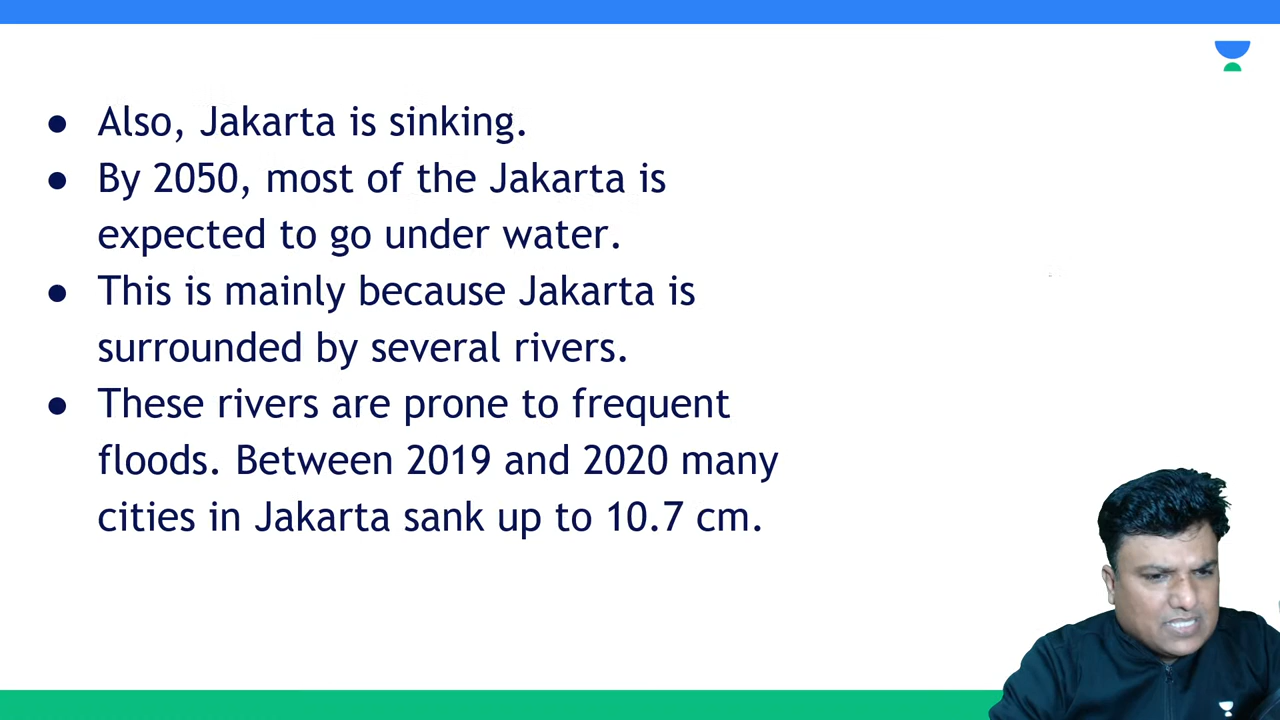 ● Also, Jakarta is sinking.
● By 2050, most of the Jakarta is
expected to go under water.
● This is mainly because Jakarta is
surrounded by several rivers.
● These rivers are prone to frequent
floods. Between 2019 and 2020 many
cities in Jakarta sank up to 10.7 cm.